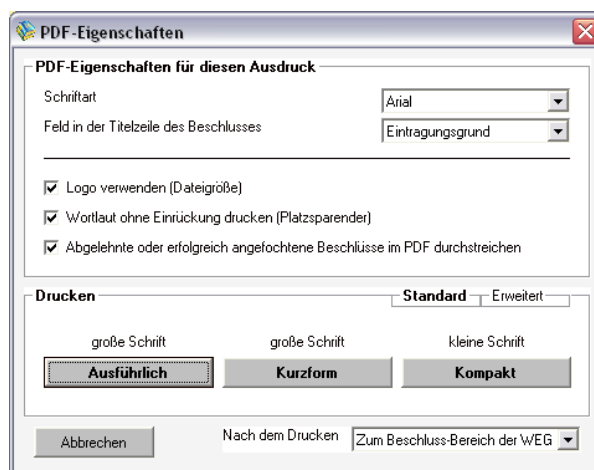 PDF-Eigenschaften
PDF-Eigenschaften für diesen Ausdruck
Schriftart Arial
Feld in der Titelzeile des Beschlusses Eintragungsgrund
Logo verwenden (Dateigröße)
Wortlaut ohne Einrückung drucken (Platzsparender)
Abgelehnte oder erfolgreich angefochtene Beschlüsse im PDF durchstreichen
Drucken Standard Erweitert
große Schrift große Schrift kleine Schrift
Ausführlich Kurzform Kompakt
Abbrechen Nach dem Drucken Zum Beschluss-Bereich der WEG